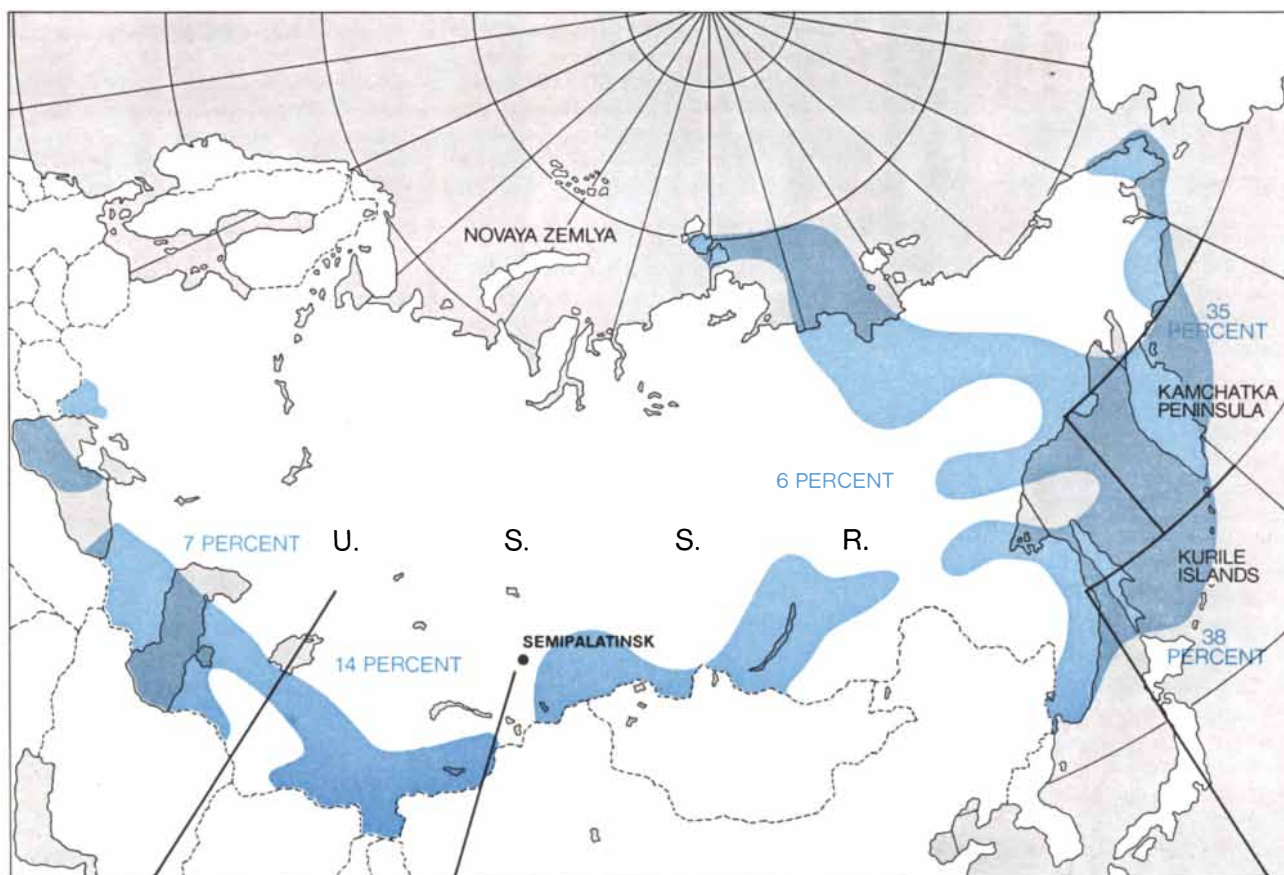 NOVAYA ZEMLYA
35
PERCENT
KAMCHATKA
PENINSULA
6 PERCENT
7 PERCENT
U. S. S. R.
KURILE
ISLANDS
SEMIPALATINSK
14 PERCENT
38
PERCENT